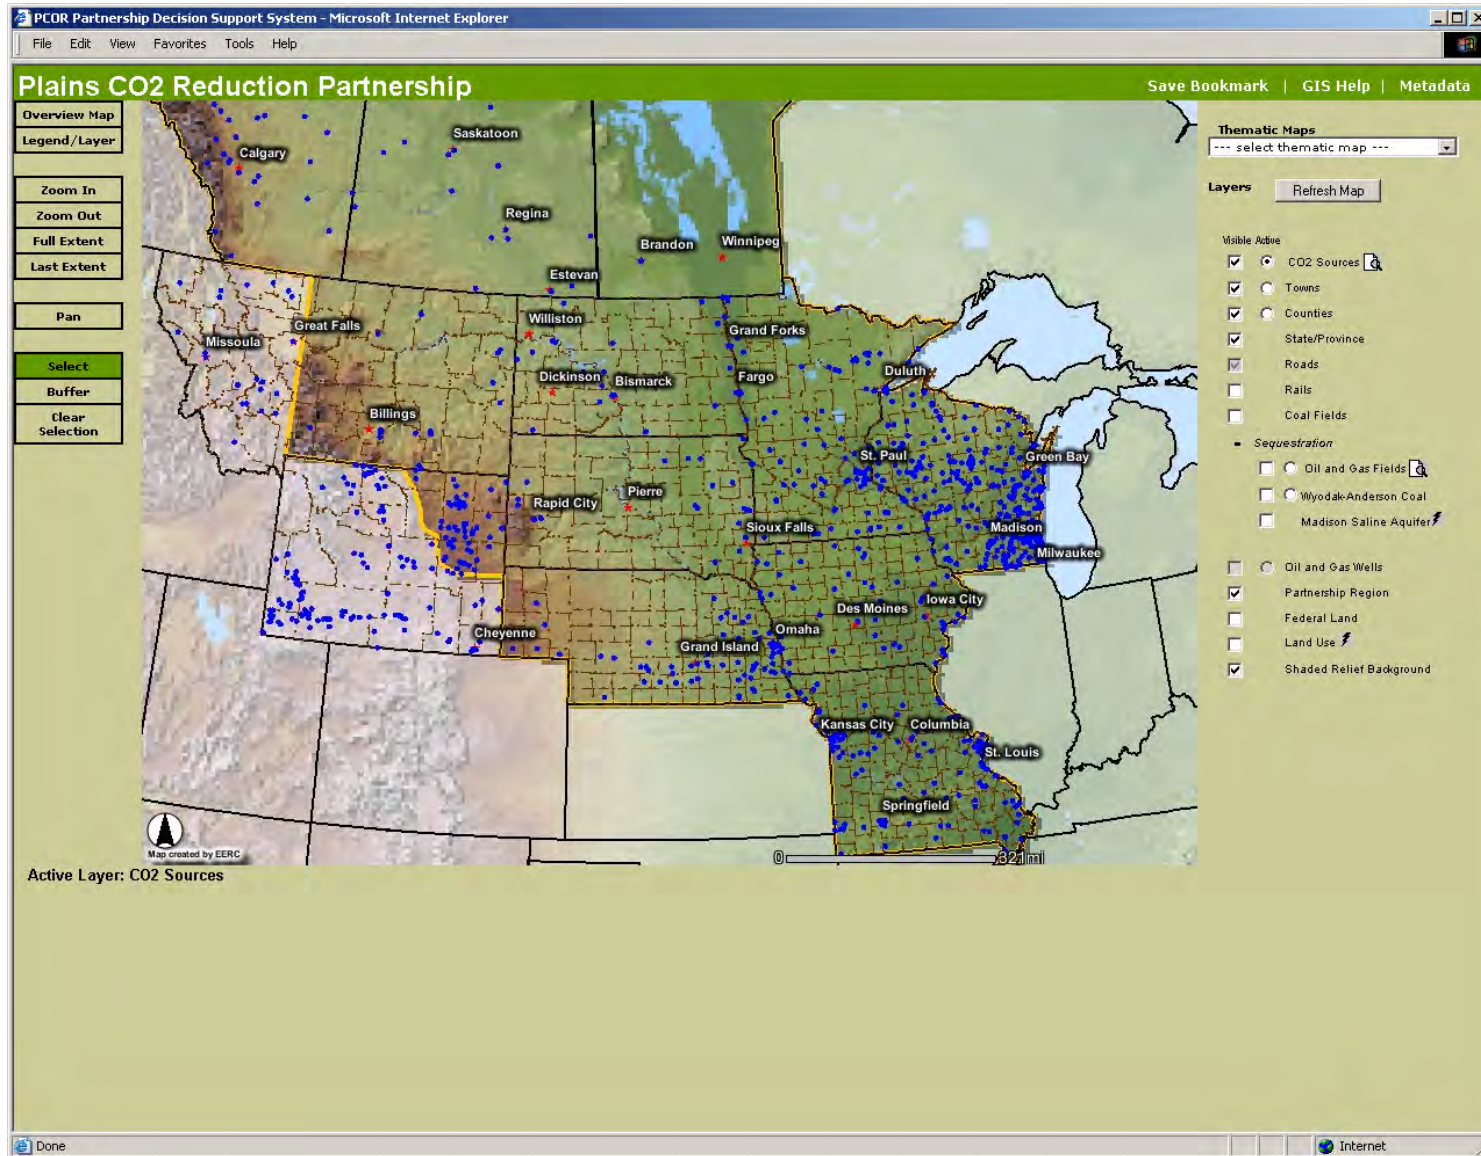 PCOR Partnership Decision Support System - Microsoft Internet Explorer
File Edit View Favorites Tools Help
Plains CO2 Reduction Partnership
Save Bookmark | GIS Help | Metadata
Overview Map
Legend/Layer
Zoom In
Zoom Out
Full Extent
Last Extent
Pan
Select
Buffer
Clear
Selection
Saskatoon
Calgary
Regina
Brandon
Winnipeg
Estevan
Williston
Great Falls
Grand Forks
Missoula
Duluth
Dickinson
Bismarck
Fargo
Billings
St. Paul
Green Bay
Pierre
Rapid City
Sioux Falls
Madison
Milwaukee
Iowa City
Des Moines
Omaha
Cheyenne
Grand Island
Kansas City
Columbia
St. Louis
Springfield
Map created by EERC
0 321 mi
Thematic Maps
--- select thematic map ---
Layers
Refresh Map
Visible Active
CO2 Sources
Towns
Counties
State/Province
Roads
Rails
Coal Fields
Sequestration
Oil and Gas Fields
Wyodak-Anderson Coal
Madison Saline Aquifer
Oil and Gas Wells
Partnership Region
Federal Land
Land Use
Shaded Relief Background
Active Layer: CO2 Sources
Done
Internet